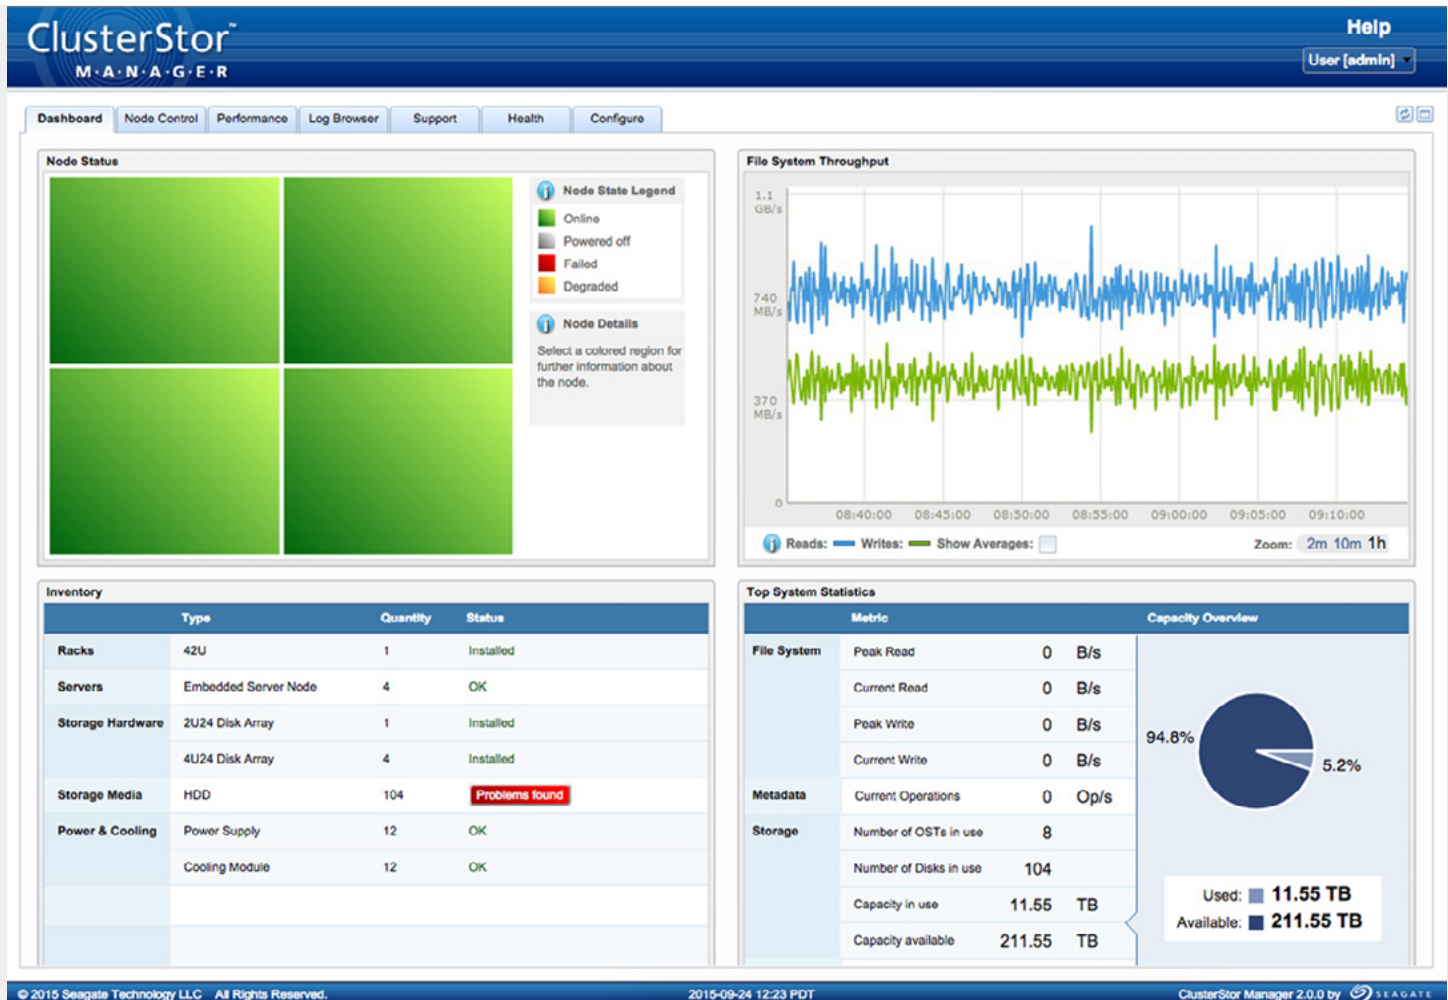 ClusterStor™
M·A·N·A·G·E·R
Help
User [admin]
Dashboard
Node Control
Performance
Log Browser
Support
Health
Configure
Node Status
Node State Legend
Online
Powered off
Failed
Degraded
Node Details
Select a colored region for
further information about
the node.
File System Throughput
1.1
GB/s
740
MB/s
370
MB/s
0
08:40:00 08:45:00 08:50:00 08:55:00 09:00:00 09:05:00 09:10:00
Reads: Writes: Show Averages:
Zoom: 2m 10m 1h
Inventory
Type Quantity Status
Racks 42U 1 Installed
Servers Embedded Server Node 4 OK
Storage Hardware 2U24 Disk Array 1 Installed
4U24 Disk Array 4 Installed
Storage Media HDD 104 Problems found
Power & Cooling Power Supply 12 OK
Cooling Module 12 OK
Top System Statistics
Metric Capacity Overview
File System Peak Read 0 B/s
Current Read 0 B/s
Peak Write 0 B/s
Current Write 0 B/s
Metadata Current Operations 0 Op/s
Storage Number of OSTs in use 8
Number of Disks in use 104
Capacity in use 11.55 TB
Capacity available 211.55 TB
94.8%
5.2%
Used: 11.55 TB
Available: 211.55 TB
© 2015 Seagate Technology LLC All Rights Reserved.
2015-09-24 12:23 PDT
ClusterStor Manager 2.0.0 by SEAGATE